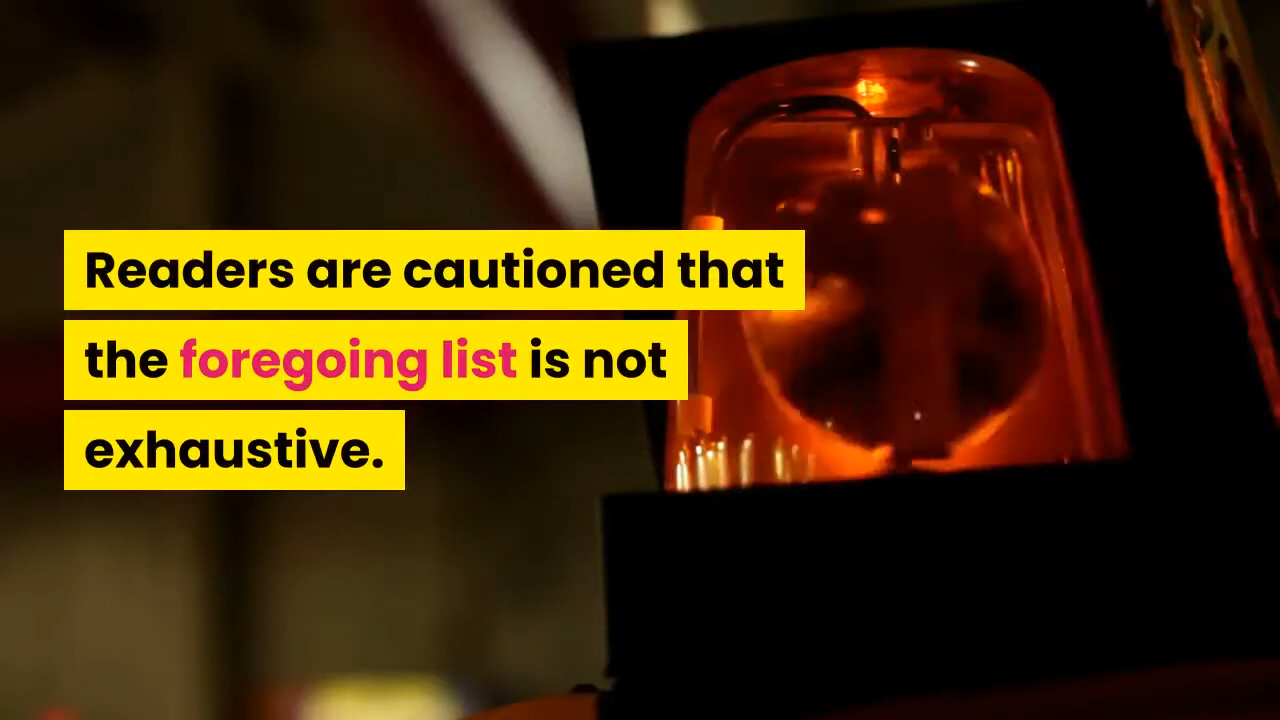 Readers are cautioned that
the foregoing list is not
exhaustive.